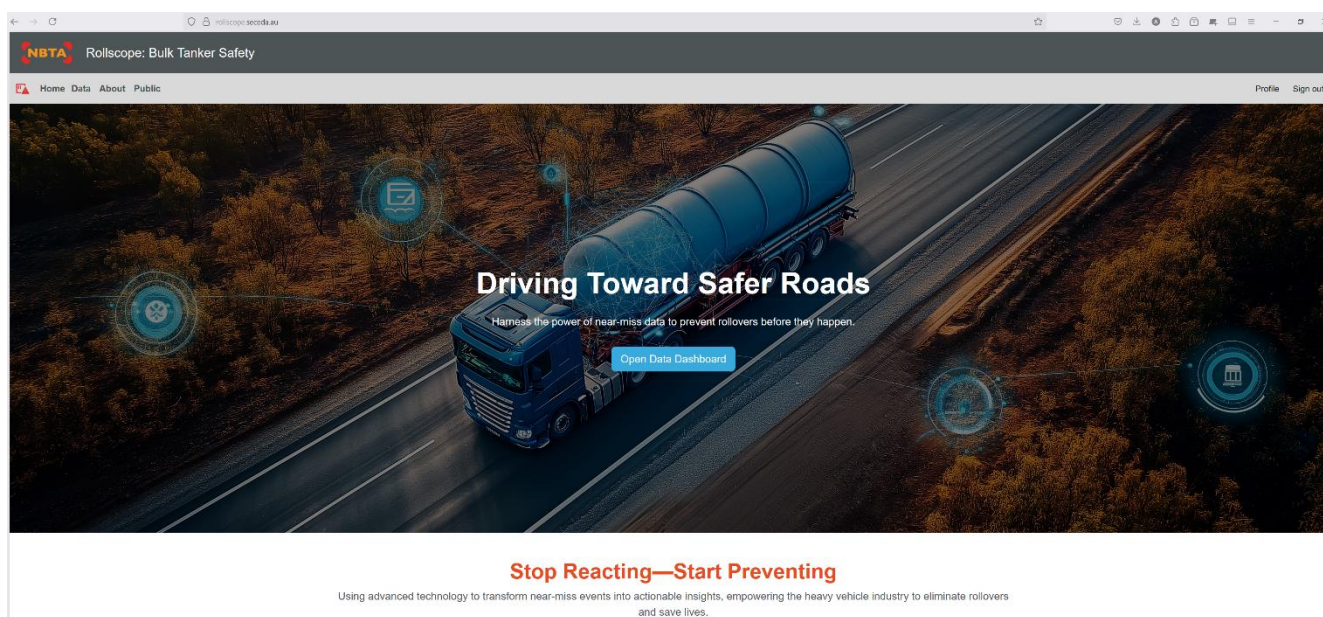 rollscope.seceda.au
NBTA Rollscope: Bulk Tanker Safety
Home Data About Public Profile Sign out
Driving Toward Safer Roads
Harness the power of near-miss data to prevent rollovers before they happen.
Open Data Dashboard
Stop Reacting—Start Preventing
Using advanced technology to transform near-miss events into actionable insights, empowering the heavy vehicle industry to eliminate rollovers
and save lives.